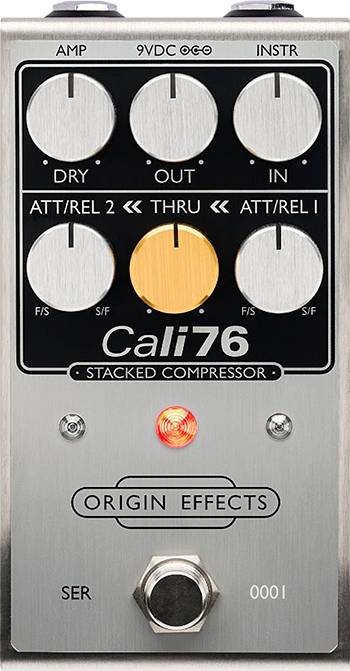 AMP 9VDC INSTR
DRY OUT IN
ATT/REL 2 « THRU « ATT/REL 1
F/S S/F F/S S/F
Cali76
• STACKED COMPRESSOR •
ORIGIN EFFECTS
SER 0001